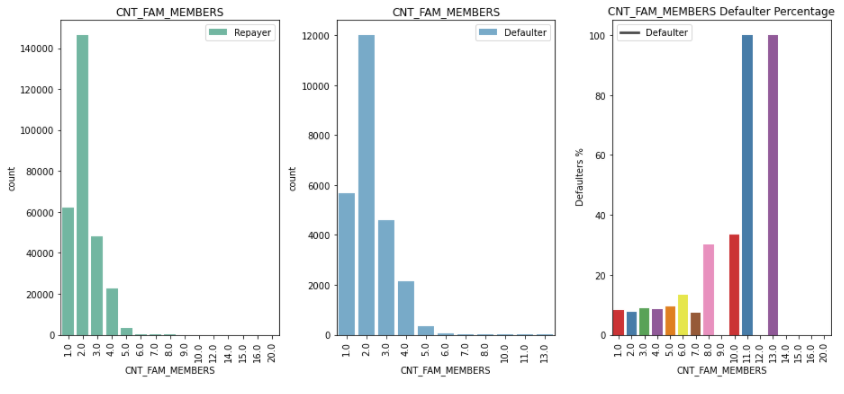 CNT_FAM_MEMBERS
Repayer
count
140000
120000
100000
80000
60000
40000
20000
0
1.0 2.0 3.0 4.0 5.0 6.0 7.0 8.0 9.0 10.0 12.0 14.0 15.0 16.0 20.0
CNT_FAM_MEMBERS
CNT_FAM_MEMBERS
Defaulter
count
12000
10000
8000
6000
4000
2000
0
1.0 2.0 3.0 4.0 5.0 6.0 7.0 8.0 10.0 11.0 13.0
CNT_FAM_MEMBERS
CNT_FAM_MEMBERS Defaulter Percentage
Defaulter
Defaulters %
100
80
60
40
20
0
1.0 2.0 3.0 4.0 5.0 6.0 7.0 8.0 9.0 10.0 11.0 12.0 13.0 14.0 15.0 16.0 20.0
CNT_FAM_MEMBERS